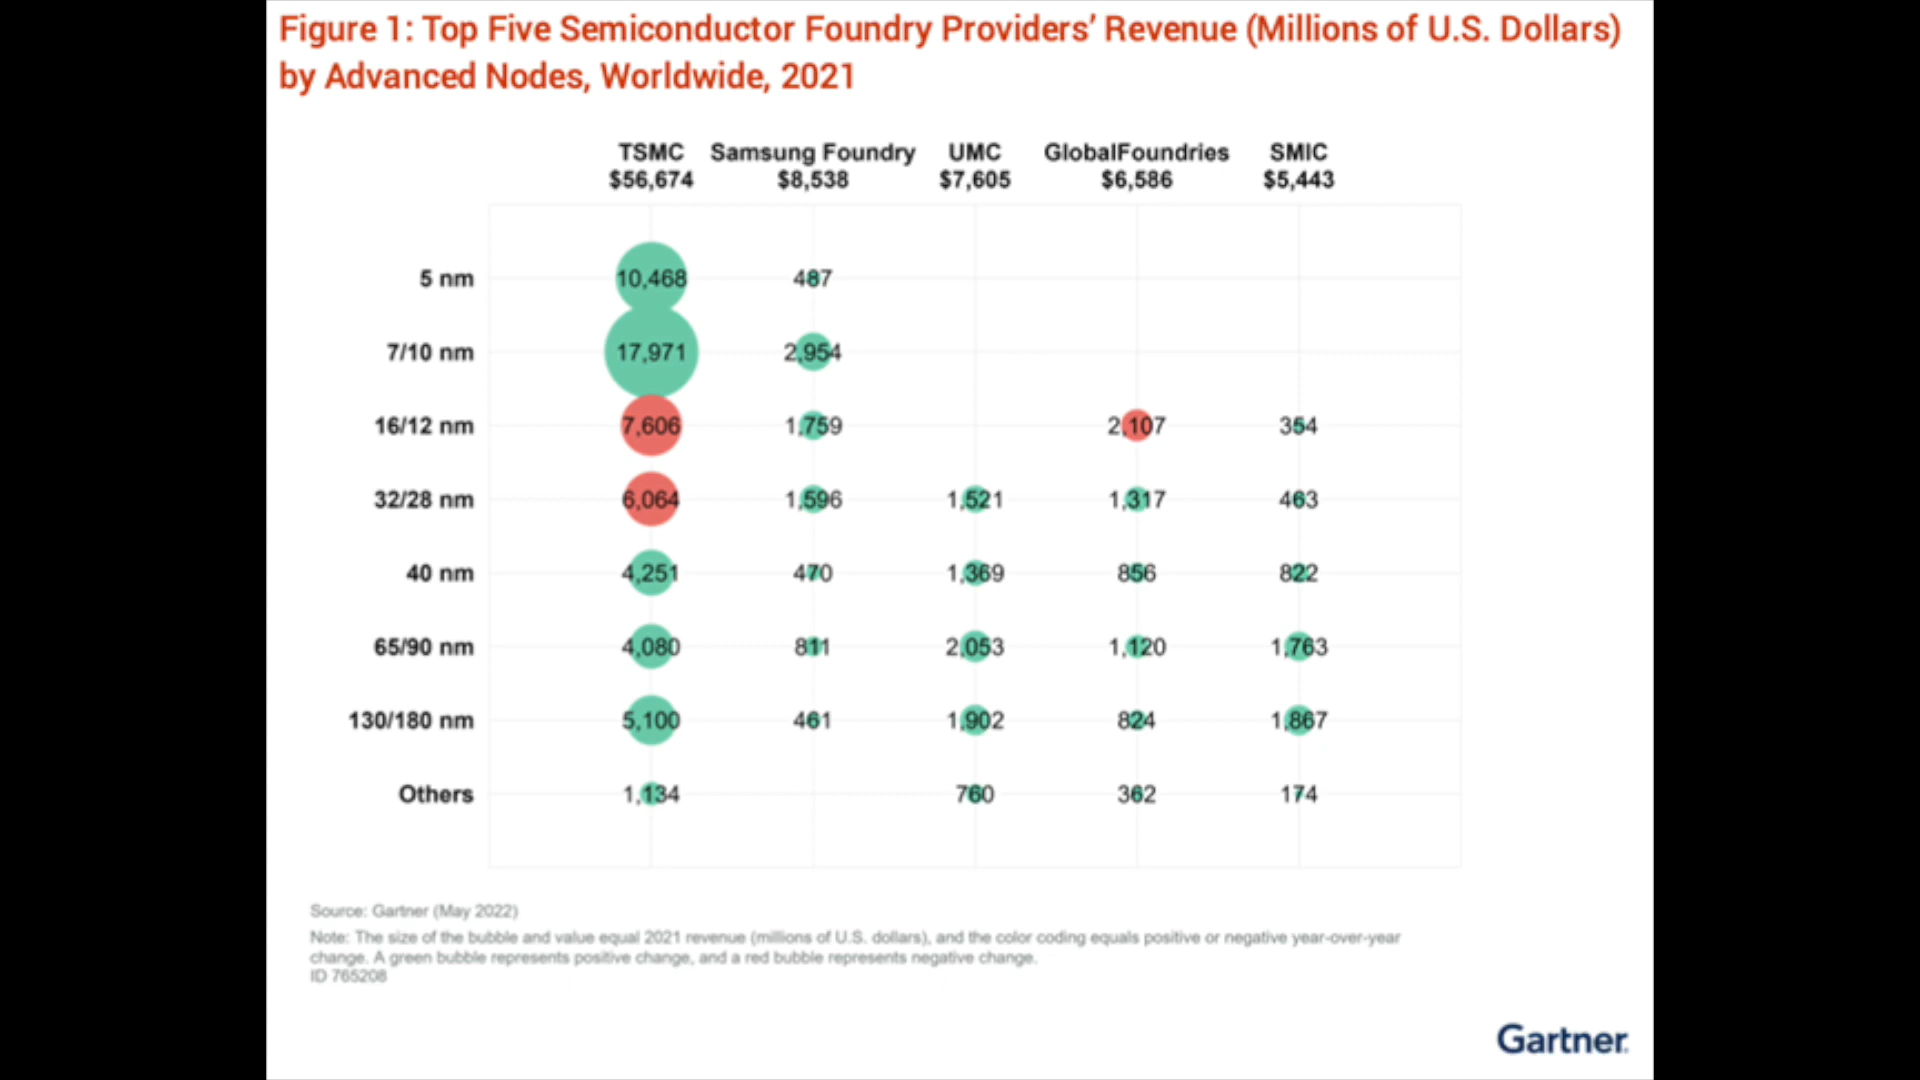 Figure 1: Top Five Semiconductor Foundry Providers’ Revenue (Millions of U.S. Dollars)
by Advanced Nodes, Worldwide, 2021
TSMC Samsung Foundry UMC GlobalFoundries SMIC
$56,674 $8,538 $7,605 $6,586 $5,443
5 nm 10,468 487
7/10 nm 17,971 2,954
16/12 nm 7,606 1,759 2,107 354
32/28 nm 6,064 1,596 1,521 1,317 463
40 nm 4,251 470 1,369 856 822
65/90 nm 4,080 811 2,053 1,120 1,763
130/180 nm 5,100 461 1,902 824 1,867
Others 1,134 760 362 174
Source: Gartner (May 2022)
Note: The size of the bubble and value equal 2021 revenue (millions of U.S. dollars), and the color coding equals positive or negative year-over-year
change. A green bubble represents positive change, and a red bubble represents negative change.
ID 765208
Gartner